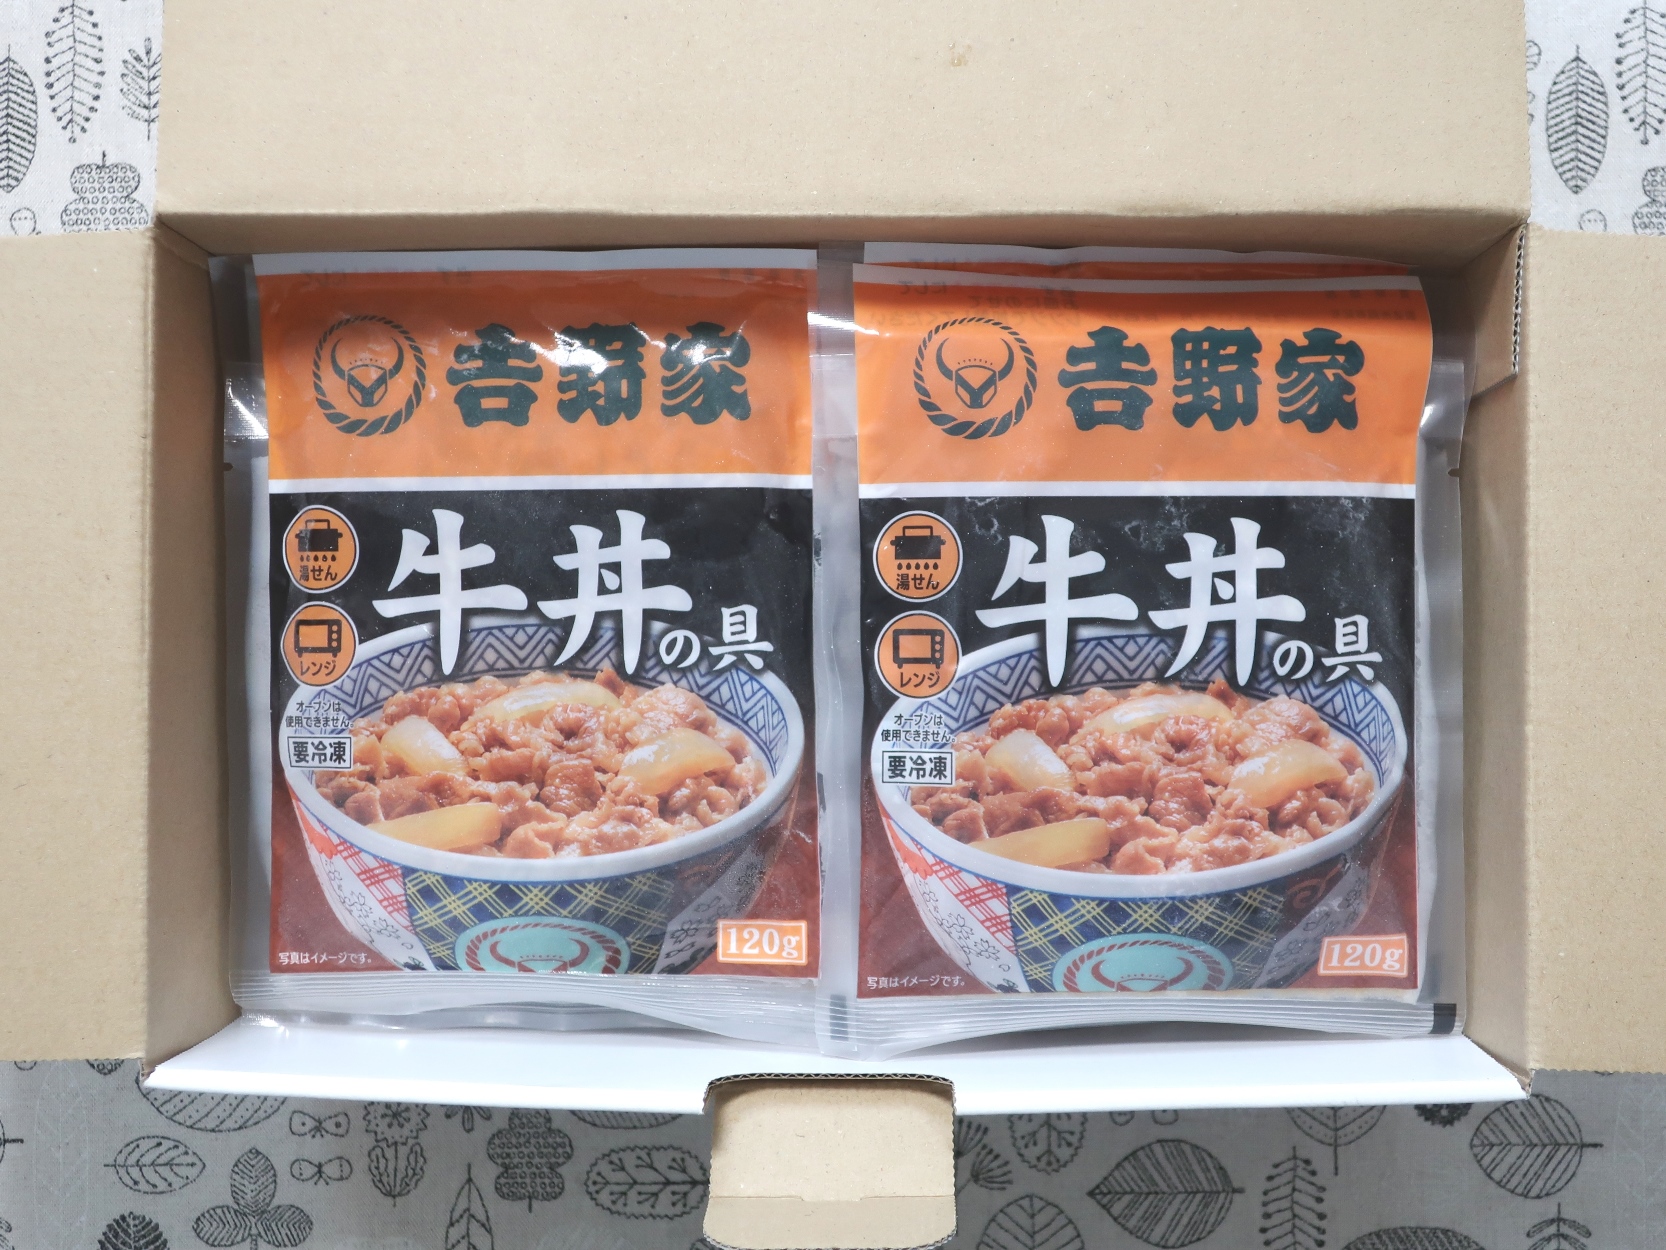 吉野家
牛丼の具
湯せん
レンジ
オーブンは
使用できません。
要冷凍
写真はイメージです。
120g
吉野家
牛丼の具
湯せん
レンジ
オーブンは
使用できません。
要冷凍
写真はイメージです。
120g